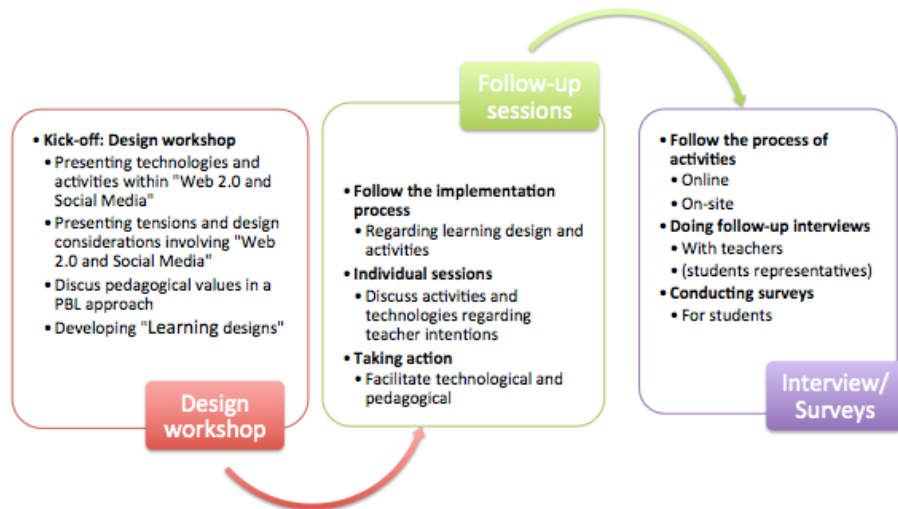 • Kick-off: Design workshop
• Presenting technologies and
activities within "Web 2.0 and
Social Media"
• Presenting tensions and design
considerations involving "Web
2.0 and Social Media"
• Discus pedagogical values in a
PBL approach
• Developing "Learning designs"
Design
workshop
Follow-up
sessions
• Follow the implementation
process
• Regarding learning design and
activities
• Individual sessions
• Discuss activities and
technologies regarding
teacher intentions
• Taking action
• Facilitate technological and
pedagogical
• Follow the process of
activities
• Online
• On-site
• Doing follow-up interviews
• With teachers
• (students representatives)
• Conducting surveys
• For students
Interview/
Surveys